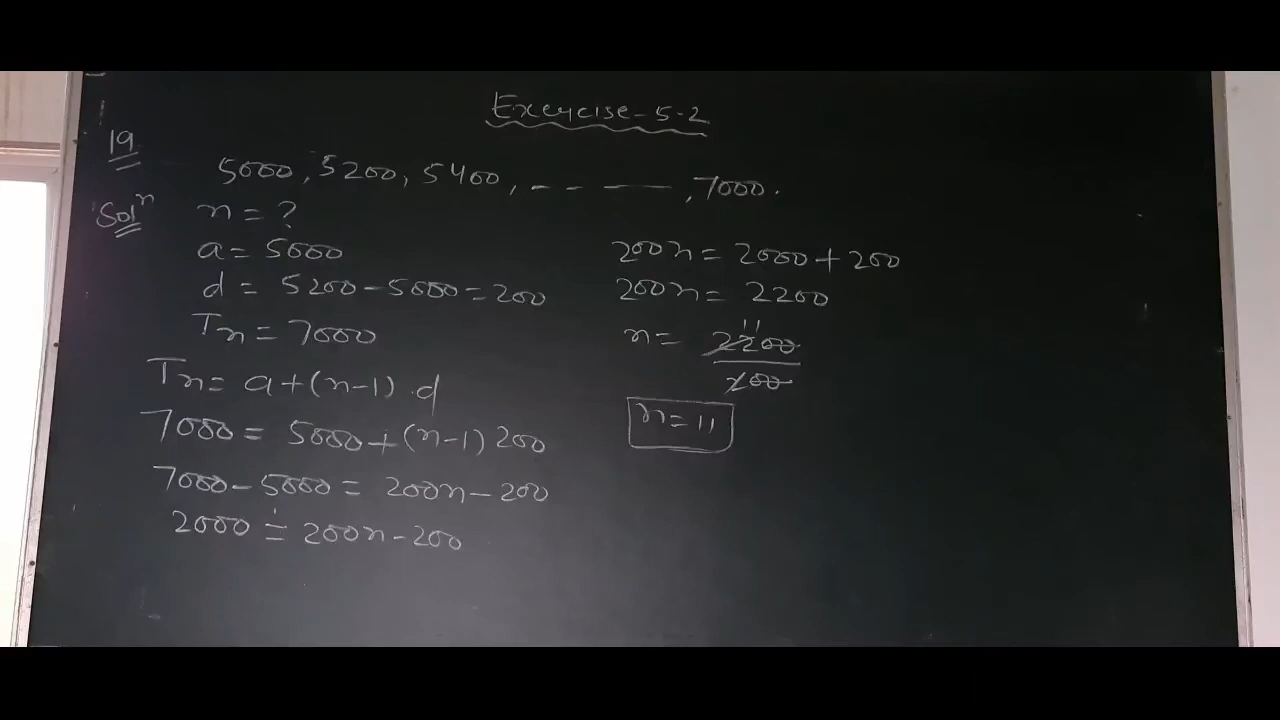 Exercise-5.2
19
5000, 5200, 5400, - - —— , 7000.
Solⁿ n = ?
a = 5000
d = 5200 - 5000 = 200
Tn = 7000
Tn = a + (n-1) . d
7000 = 5000 + (n-1) 200
7000 - 5000 = 200n - 200
2000 = 200n - 200
200n = 2000 + 200
200n = 2200
11
n = 2200
200
n = 11